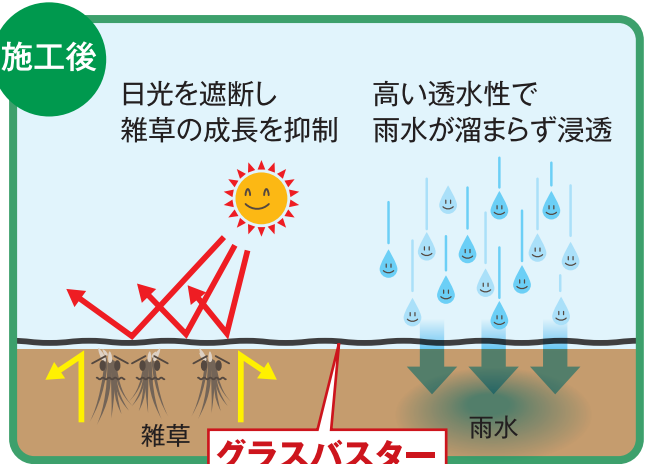 施工後
日光を遮断し
雑草の成長を抑制
高い透水性で
雨水が溜まらず浸透
雑草
雨水
グラスバスター